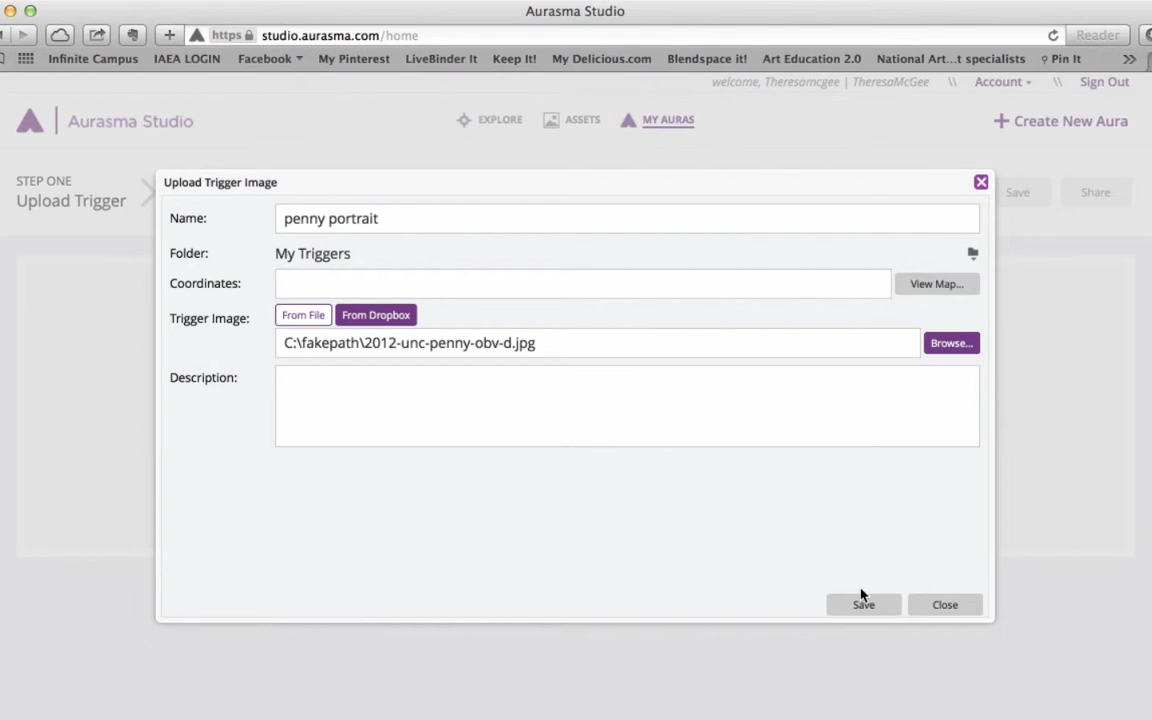 Aurasma Studio
https studio.aurasma.com/home Reader
Infinite Campus IAEA LOGIN Facebook My Pinterest LiveBinder It Keep It! My Delicious.com Blendspace it! Art Education 2.0 National Art...t specialists Pin It
welcome, Theresamcgee | TheresaMcGee \\ Account \\ Sign Out
Aurasma Studio EXPLORE ASSETS MY AURAS + Create New Aura
STEP ONE
Upload Trigger Save Share
Upload Trigger Image
Name: penny portrait
Folder: My Triggers
Coordinates: View Map...
Trigger Image: From File From Dropbox
C:\fakepath\2012-unc-penny-obv-d.jpg Browse...
Description:
Save Close